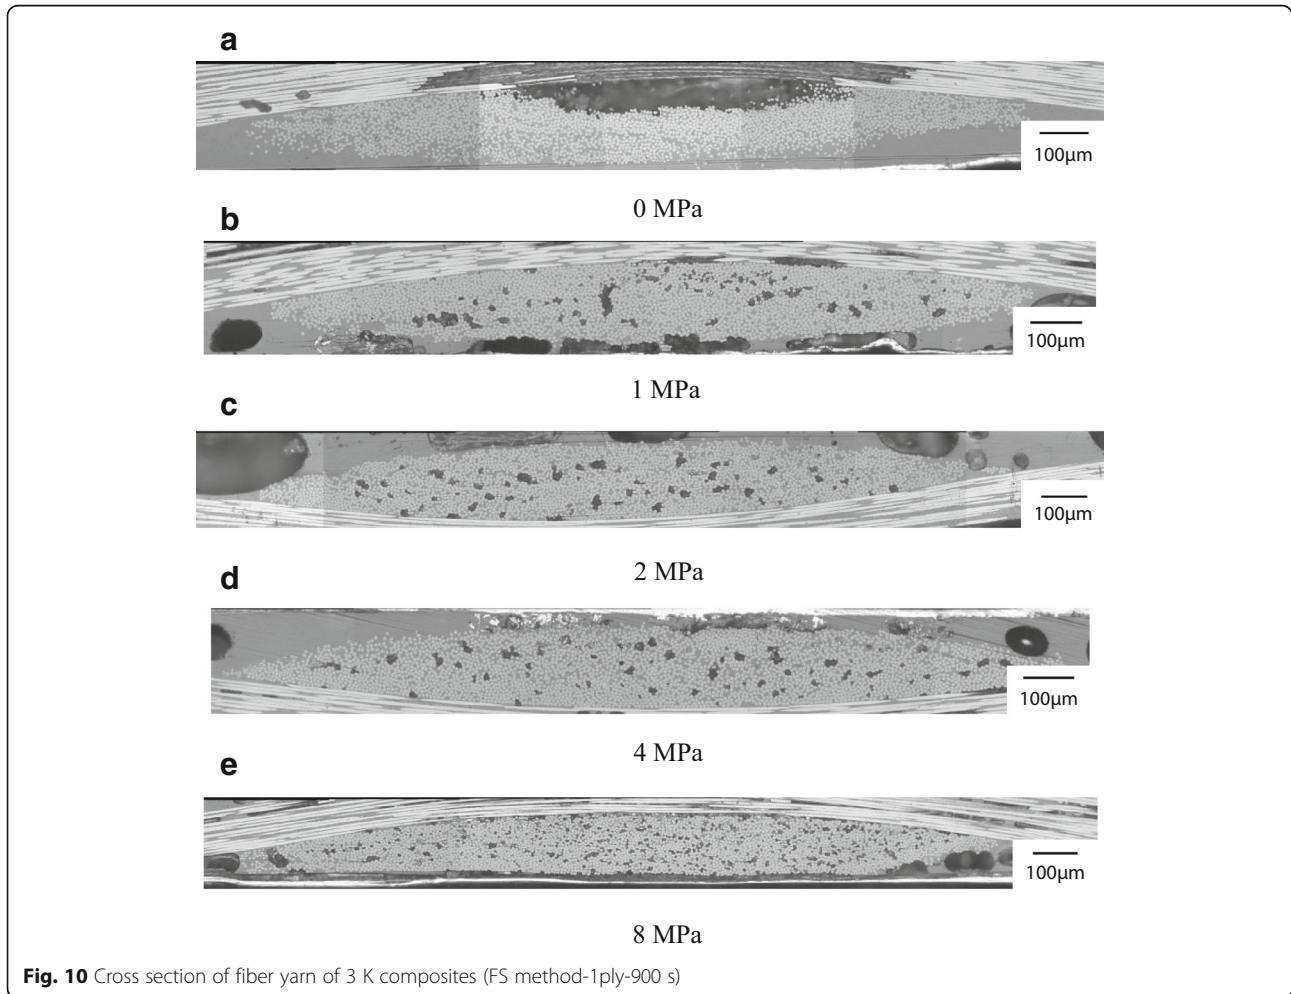 a
100μm
0 MPa
b
100μm
1 MPa
c
100μm
2 MPa
d
100μm
4 MPa
e
100μm
8 MPa
Fig. 10 Cross section of fiber yarn of 3 K composites (FS method-1ply-900 s)